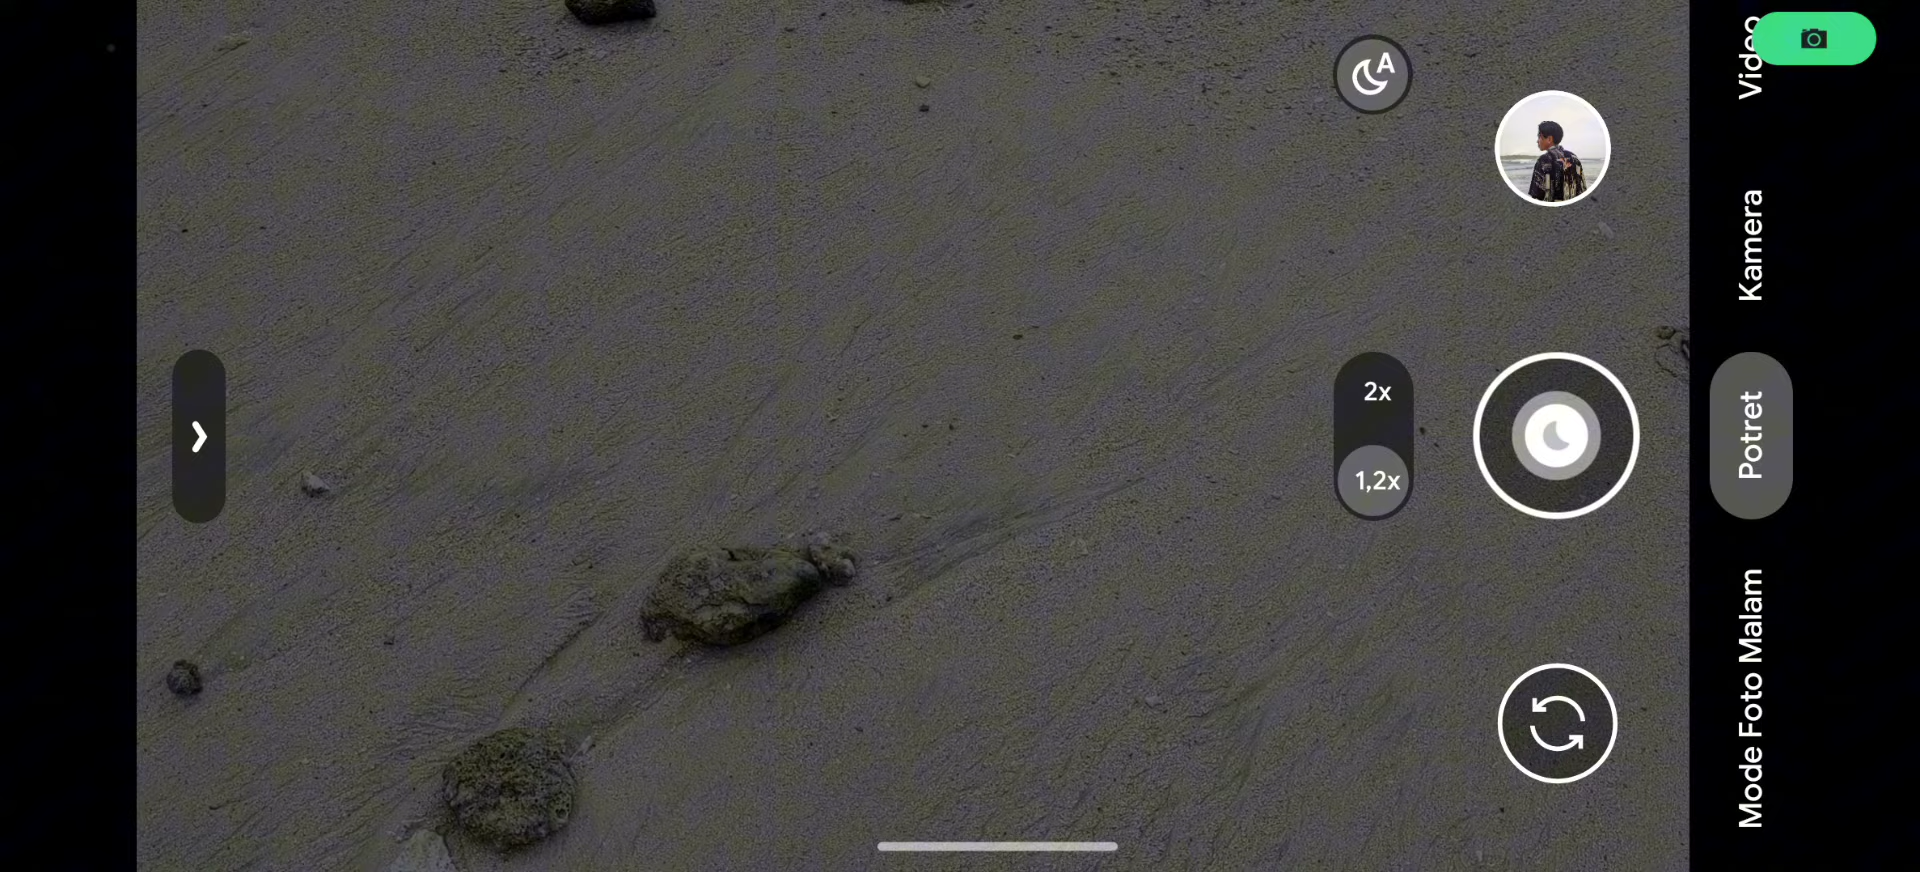 A
2x
1,2x
Video
Kamera
Potret
Mode Foto Malam